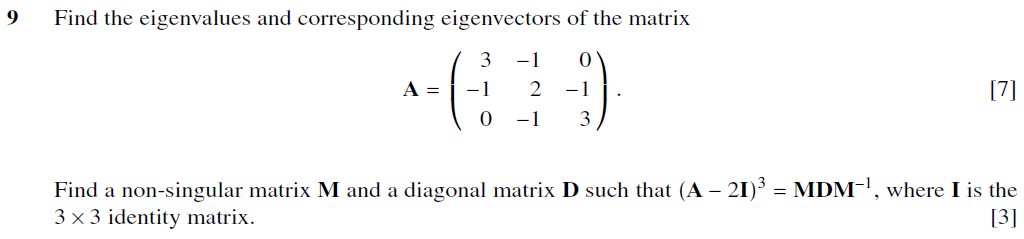 9 Find the eigenvalues and corresponding eigenvectors of the matrix
3 −1 0
A = −1 2 −1 . [7]
0 −1 3
Find a non-singular matrix M and a diagonal matrix D such that (A − 2I)³ = MDM⁻¹, where I is the
3 × 3 identity matrix. [3]